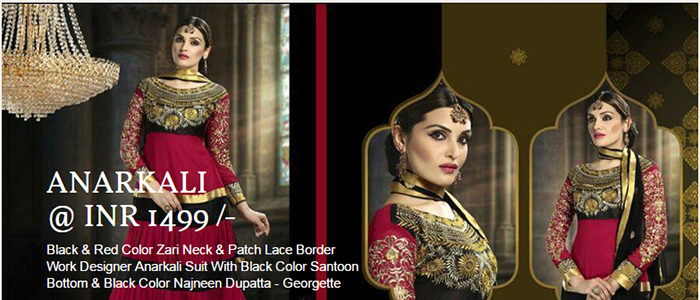 ANARKALI
@ INR 1499 /-
Black & Red Color Zari Neck & Patch Lace Border
Work Designer Anarkali Suit With Black Color Santoon
Bottom & Black Color Najneen Dupatta - Georgette